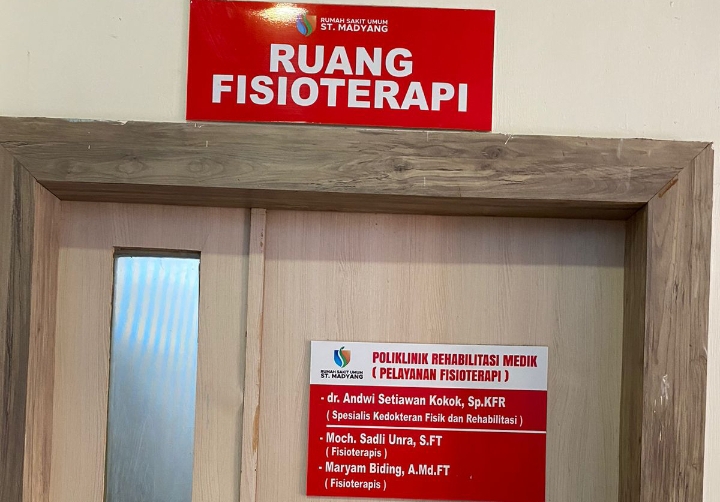 RUMAH SAKIT UMUM
ST. MADYANG
RUANG
FISIOTERAPI
RUMAH SAKIT UMUM
ST. MADYANG
POLIKLINIK REHABILITASI MEDIK
( PELAYANAN FISIOTERAPI )
- dr. Andwi Setiawan Kokok, Sp.KFR
( Spesialis Kedokteran Fisik dan Rehabilitasi )
- Moch. Sadli Unra, S.FT
( Fisioterapis )
- Maryam Biding, A.Md.FT
( Fisioterapis )